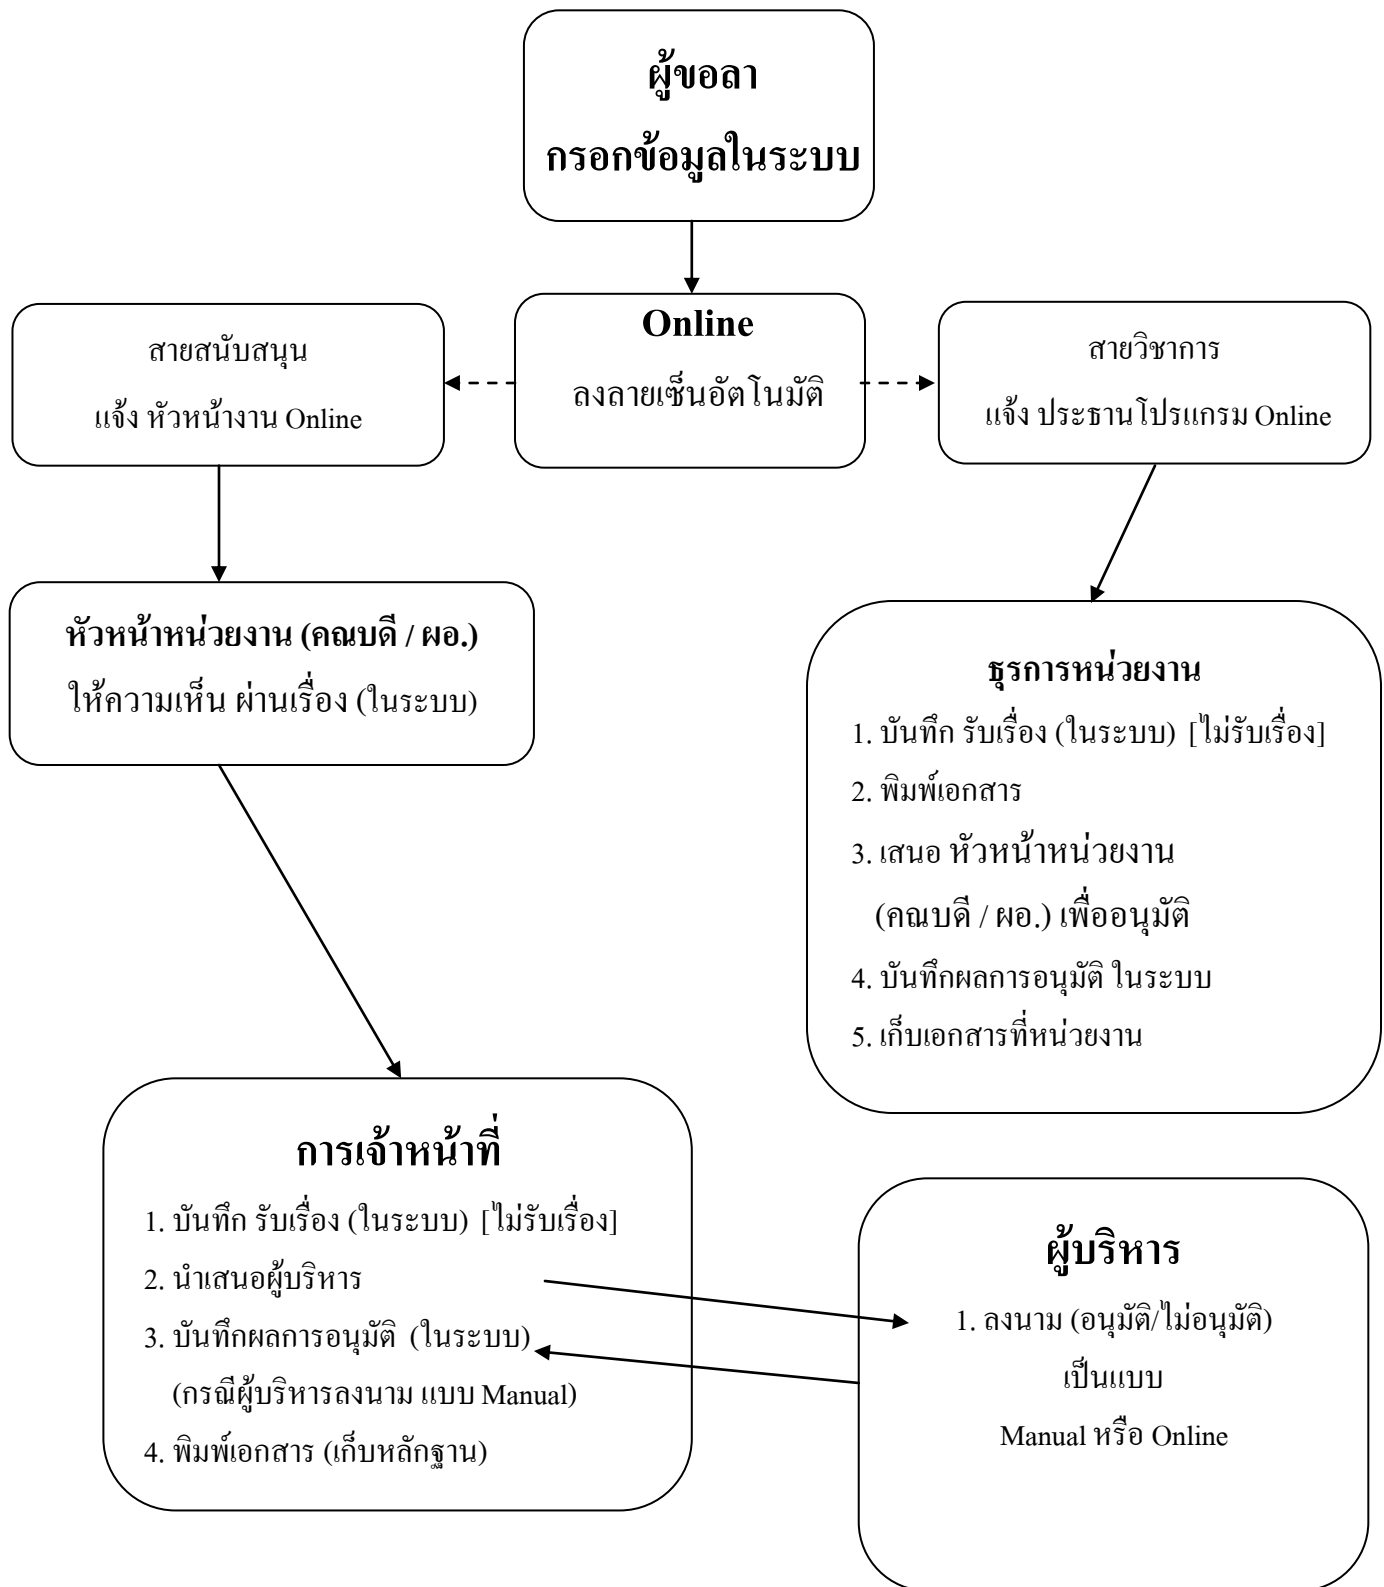 ผู้ขอลา
กรอกข้อมูลในระบบ
Online
ลงลายเซ็นอัตโนมัติ
สายสนับสนุน
แจ้ง หัวหน้างาน Online
สายวิชาการ
แจ้ง ประธานโปรแกรม Online
หัวหน้าหน่วยงาน (คณบดี / ผอ.)
ให้ความเห็น ผ่านเรื่อง (ในระบบ)
ธุรการหน่วยงาน
1. บันทึก รับเรื่อง (ในระบบ) [ไม่รับเรื่อง]
2. พิมพ์เอกสาร
3. เสนอ หัวหน้าหน่วยงาน
(คณบดี / ผอ.) เพื่ออนุมัติ
4. บันทึกผลการอนุมัติ ในระบบ
5. เก็บเอกสารที่หน่วยงาน
การเจ้าหน้าที่
1. บันทึก รับเรื่อง (ในระบบ) [ไม่รับเรื่อง]
2. นำเสนอผู้บริหาร
3. บันทึกผลการอนุมัติ (ในระบบ)
(กรณีผู้บริหารลงนาม แบบ Manual)
4. พิมพ์เอกสาร (เก็บหลักฐาน)
ผู้บริหาร
1. ลงนาม (อนุมัติ/ไม่อนุมัติ)
เป็นแบบ
Manual หรือ Online